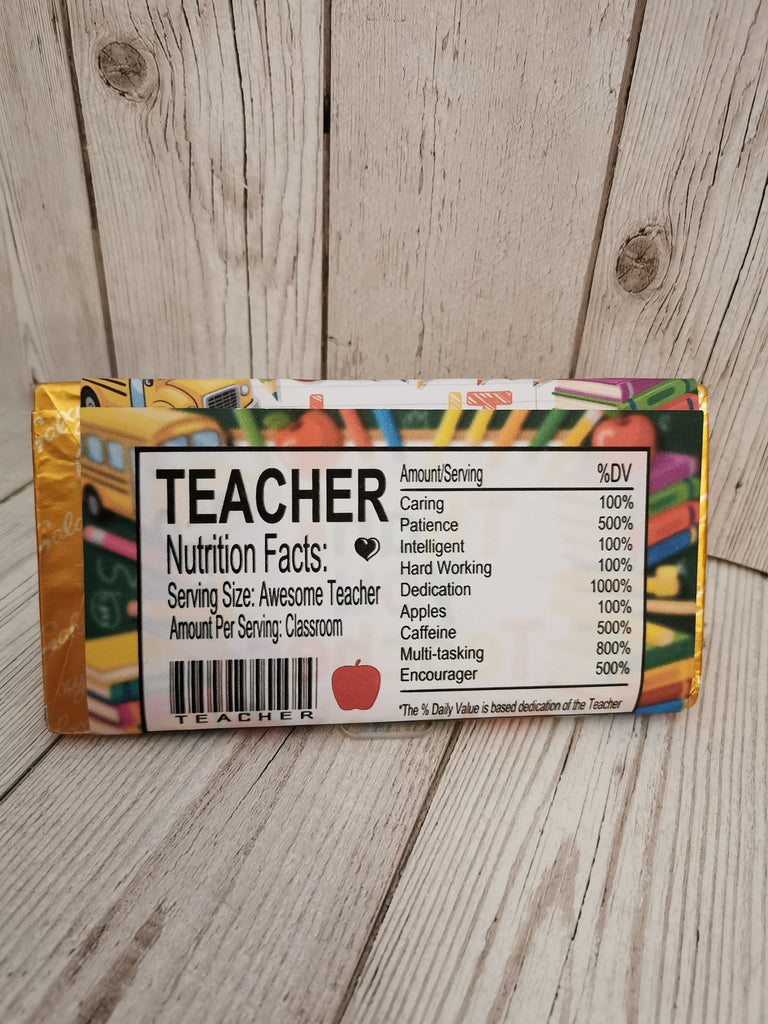 TEACHER
Nutrition Facts:
Serving Size: Awesome Teacher
Amount Per Serving: Classroom
TEACHER
Amount/Serving %DV
Caring 100%
Patience 500%
Intelligent 100%
Hard Working 100%
Dedication 1000%
Apples 100%
Caffeine 500%
Multi-tasking 800%
Encourager 500%
*The % Daily Value is based dedication of the Teacher